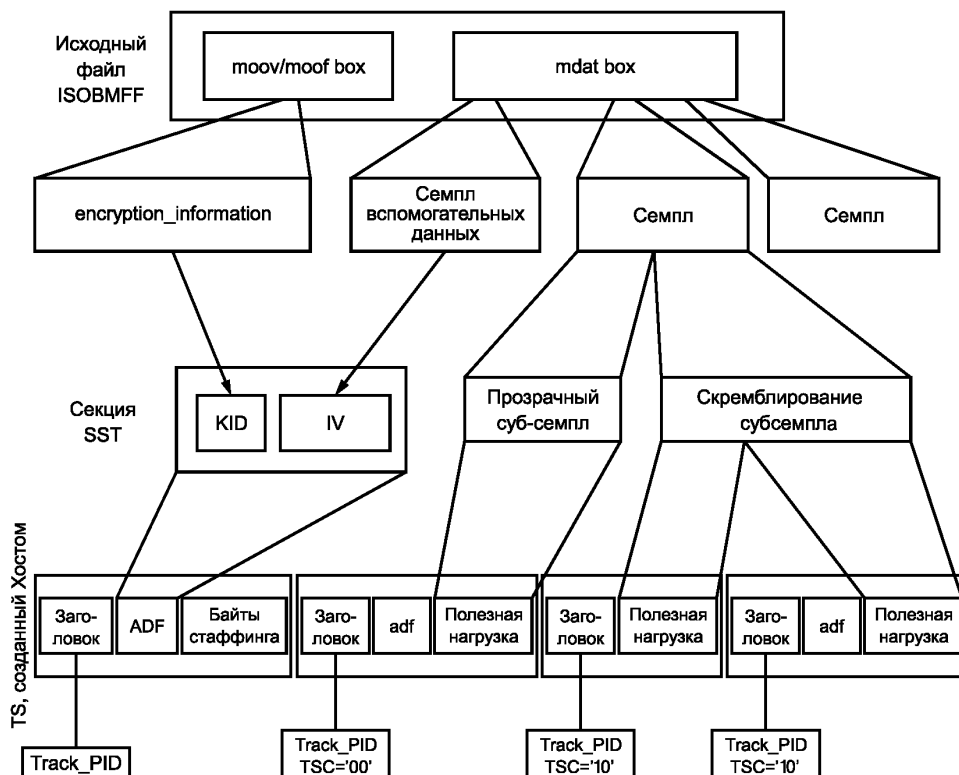 Исходный
файл
ISOBMFF
moov/moof box
mdat box
encryption_information
Семпл
вспомогательных
данных
Семпл
Семпл
Секция
SST
KID
IV
Прозрачный
суб-семпл
Скремблирование
субсемпла
TS, созданный Хостом
Заго-
ловок
ADF
Байты
стаффинга
Заго-
ловок
adf
Полезная
нагрузка
Заго-
ловок
Полезная
нагрузка
Заго-
ловок
adf
Полезная
нагрузка
Track_PID
Track_PID
TSC='00'
Track_PID
TSC='10'
Track_PID
TSC='10'